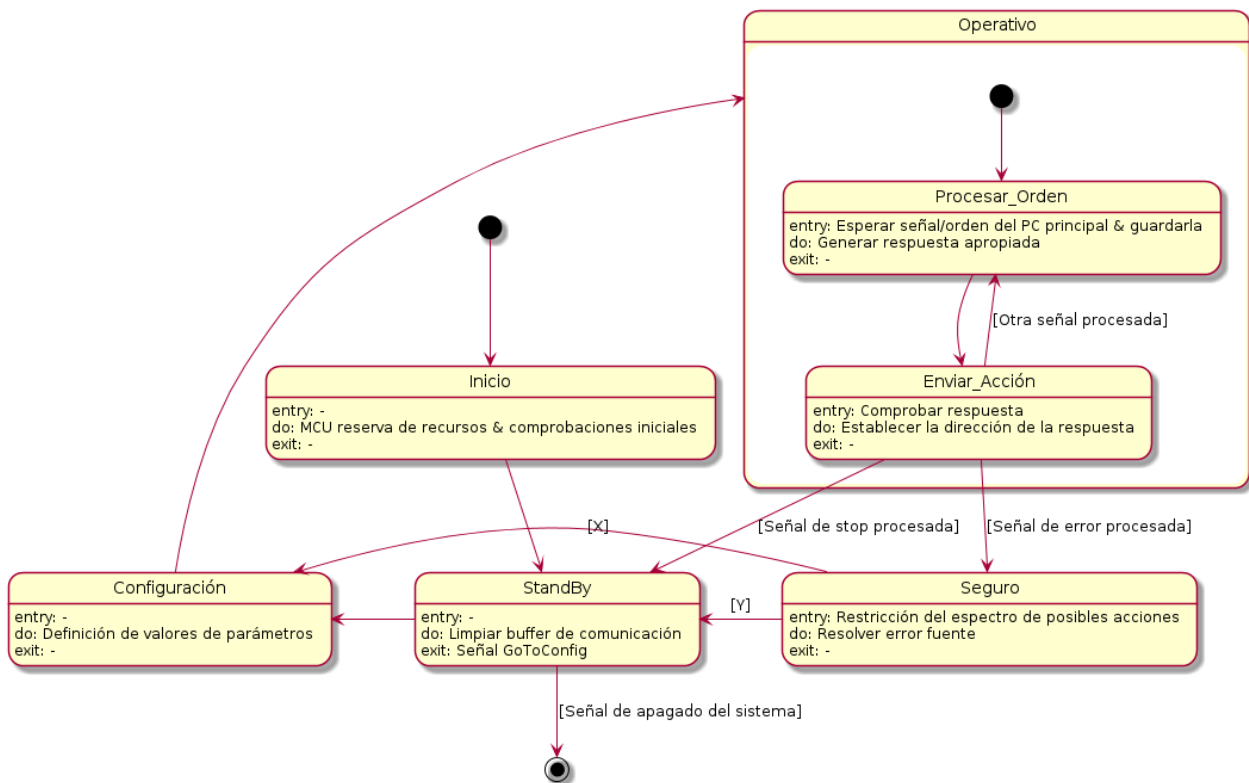 Operativo
Procesar_Orden
entry: Esperar señal/orden del PC principal & guardarla
do: Generar respuesta apropiada
exit: -
[Otra señal procesada]
Inicio
entry: -
do: MCU reserva de recursos & comprobaciones iniciales
exit: -
Enviar_Acción
entry: Comprobar respuesta
do: Establecer la dirección de la respuesta
exit: -
[X]
[Señal de stop procesada]
[Señal de error procesada]
Configuración
entry: -
do: Definición de valores de parámetros
exit: -
StandBy
entry: -
do: Limpiar buffer de comunicación
exit: Señal GoToConfig
[Y]
Seguro
entry: Restricción del espectro de posibles acciones
do: Resolver error fuente
exit: -
[Señal de apagado del sistema]